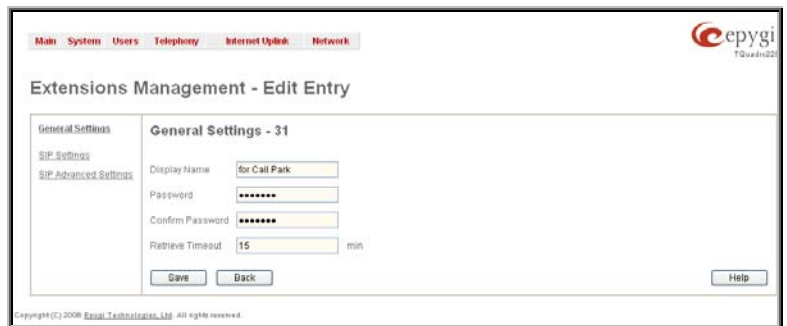 Main System Users Telephony Internet Uplink Network
epygi
Extensions Management - Edit Entry
General Settings
SIP Settings
SIP Advanced Settings
General Settings - 31
Display Name for Call Park
Password •••••••
Confirm Password •••••••
Retrieve Timeout 15 min
Save Back Help
Copyright (C) 2008 Epygi Technologies, Ltd. All rights reserved.